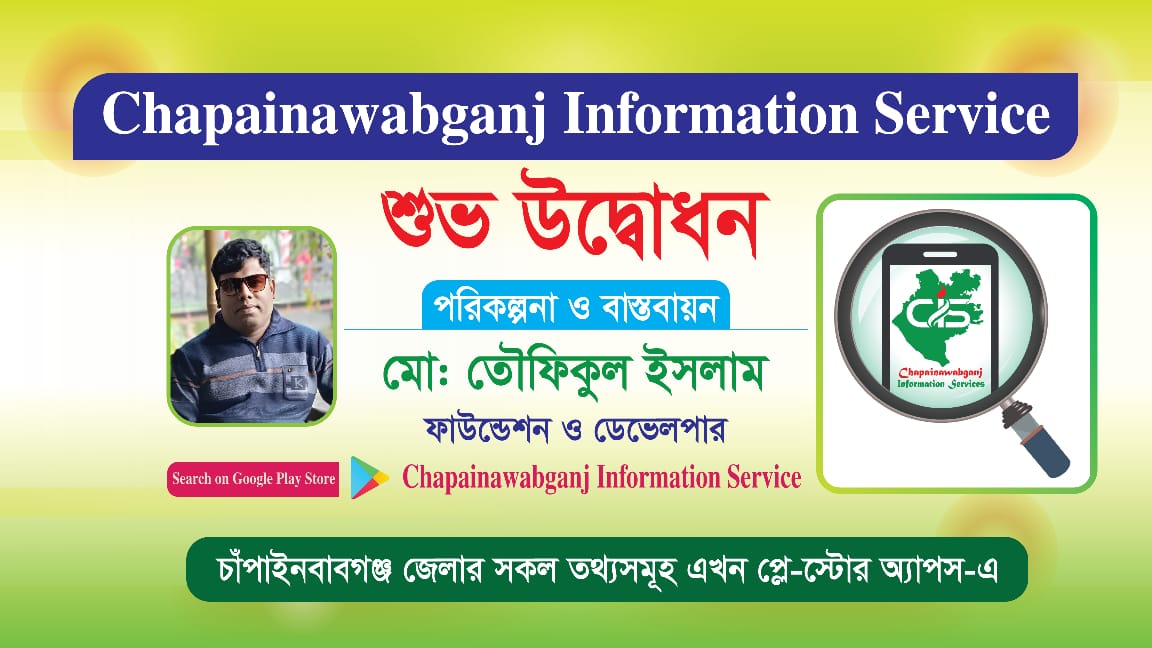 Chapainawabganj Information Service
শুভ উদ্বোধন
পরিকল্পনা ও বাস্তবায়ন
মো: তৌফিকুল ইসলাম
ফাউন্ডেশন ও ডেভেলপার
Search on Google Play Store
Chapainawabganj Information Service
CIS
Chapainawabganj
Information Services
চাঁপাইনবাবগঞ্জ জেলার সকল তথ্যসমূহ এখন প্লে-স্টোর অ্যাপস-এ